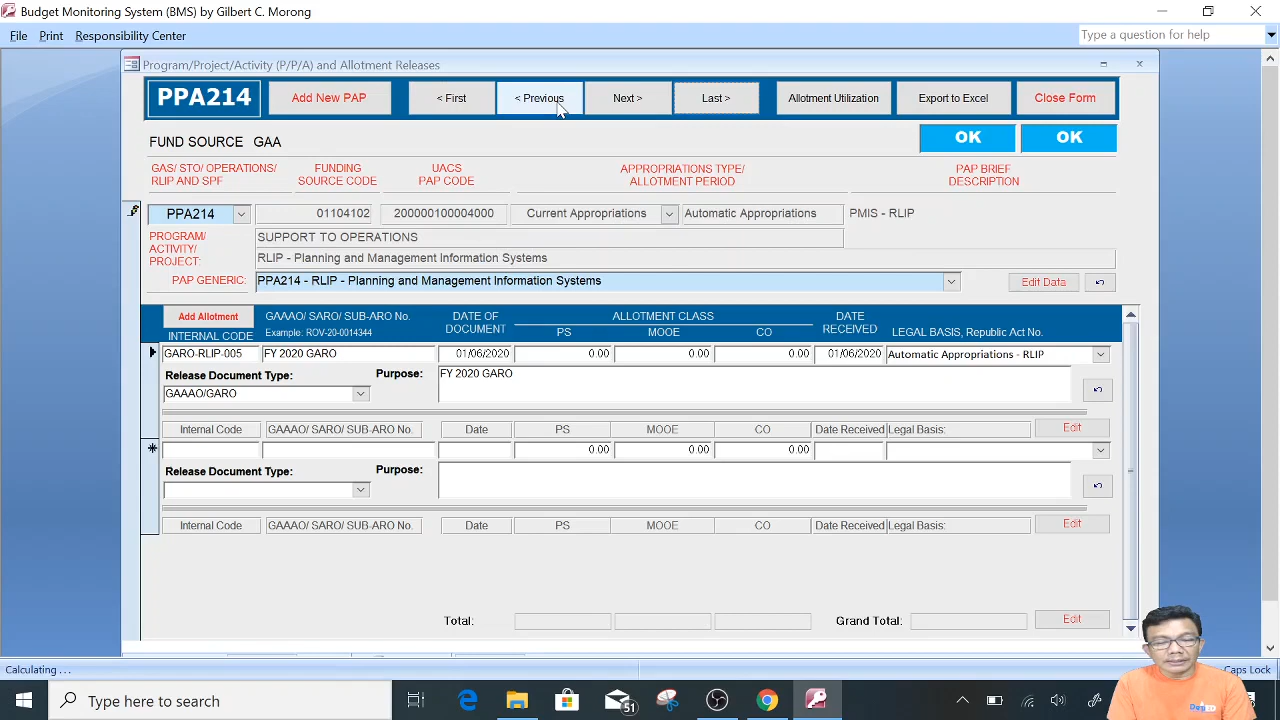 Budget Monitoring System (BMS) by Gilbert C. Morong
File Print Responsibility Center
Type a question for help
Program/Project/Activity (P/P/A) and Allotment Releases
PPA214 Add New PAP < First < Previous Next > Last > Allotment Utilization Export to Excel Close Form
FUND SOURCE GAA OK OK
GAS/ STO/ OPERATIONS/ RLIP AND SPF
FUNDING SOURCE CODE
UACS PAP CODE
APPROPRIATIONS TYPE/ ALLOTMENT PERIOD
PAP BRIEF DESCRIPTION
PPA214 01104102 200000100004000 Current Appropriations Automatic Appropriations PMIS - RLIP
PROGRAM/ ACTIVITY/ PROJECT:
SUPPORT TO OPERATIONS
RLIP - Planning and Management Information Systems
PAP GENERIC: PPA214 - RLIP - Planning and Management Information Systems Edit Data
Add Allotment
INTERNAL CODE
GAAAO/ SARO/ SUB-ARO No.
Example: ROV-20-0014344
DATE OF DOCUMENT
ALLOTMENT CLASS
PS MOOE CO
DATE RECEIVED
LEGAL BASIS, Republic Act No.
GARO-RLIP-005 FY 2020 GARO 01/06/2020 0.00 0.00 0.00 01/06/2020 Automatic Appropriations - RLIP
Release Document Type: Purpose: FY 2020 GARO
GAAAO/GARO
Internal Code GAAAO/ SARO/ SUB-ARO No. Date PS MOOE CO Date Received Legal Basis: Edit
0.00 0.00 0.00
Release Document Type: Purpose:
Internal Code GAAAO/ SARO/ SUB-ARO No. Date PS MOOE CO Date Received Legal Basis: Edit
Total: Grand Total: Edit
Calculating . . . Caps Lock
Type here to search
51